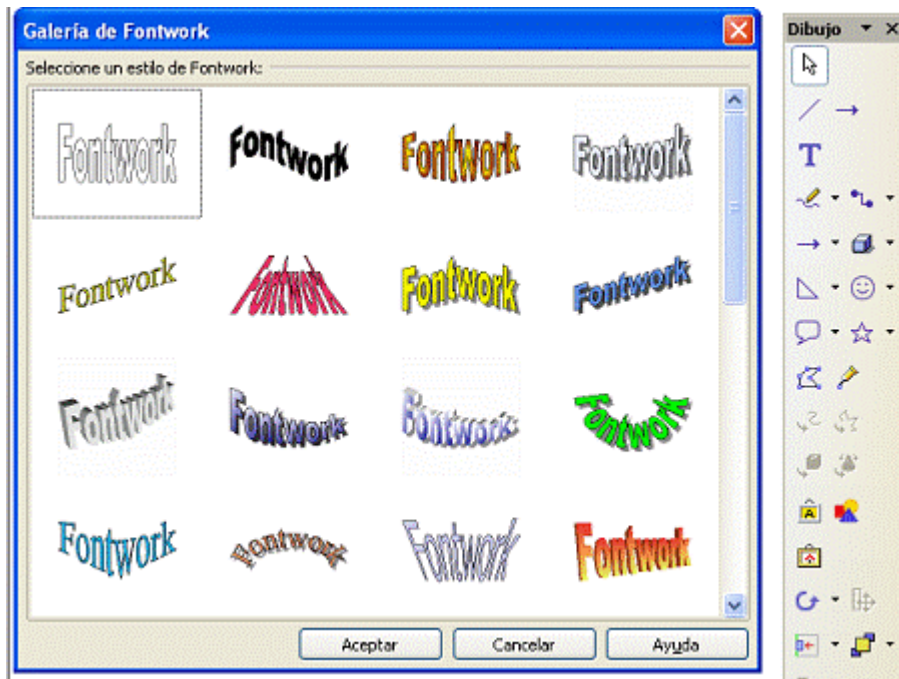 Galería de Fontwork
Seleccione un estilo de Fontwork:
Fontwork Fontwork Fontwork Fontwork
Fontwork Fontwork Fontwork Fontwork
Fontwork Fontwork Fontwork Fontwork
Fontwork Fontwork Fontwork Fontwork
Aceptar Cancelar Ayuda
Dibujo
T
A